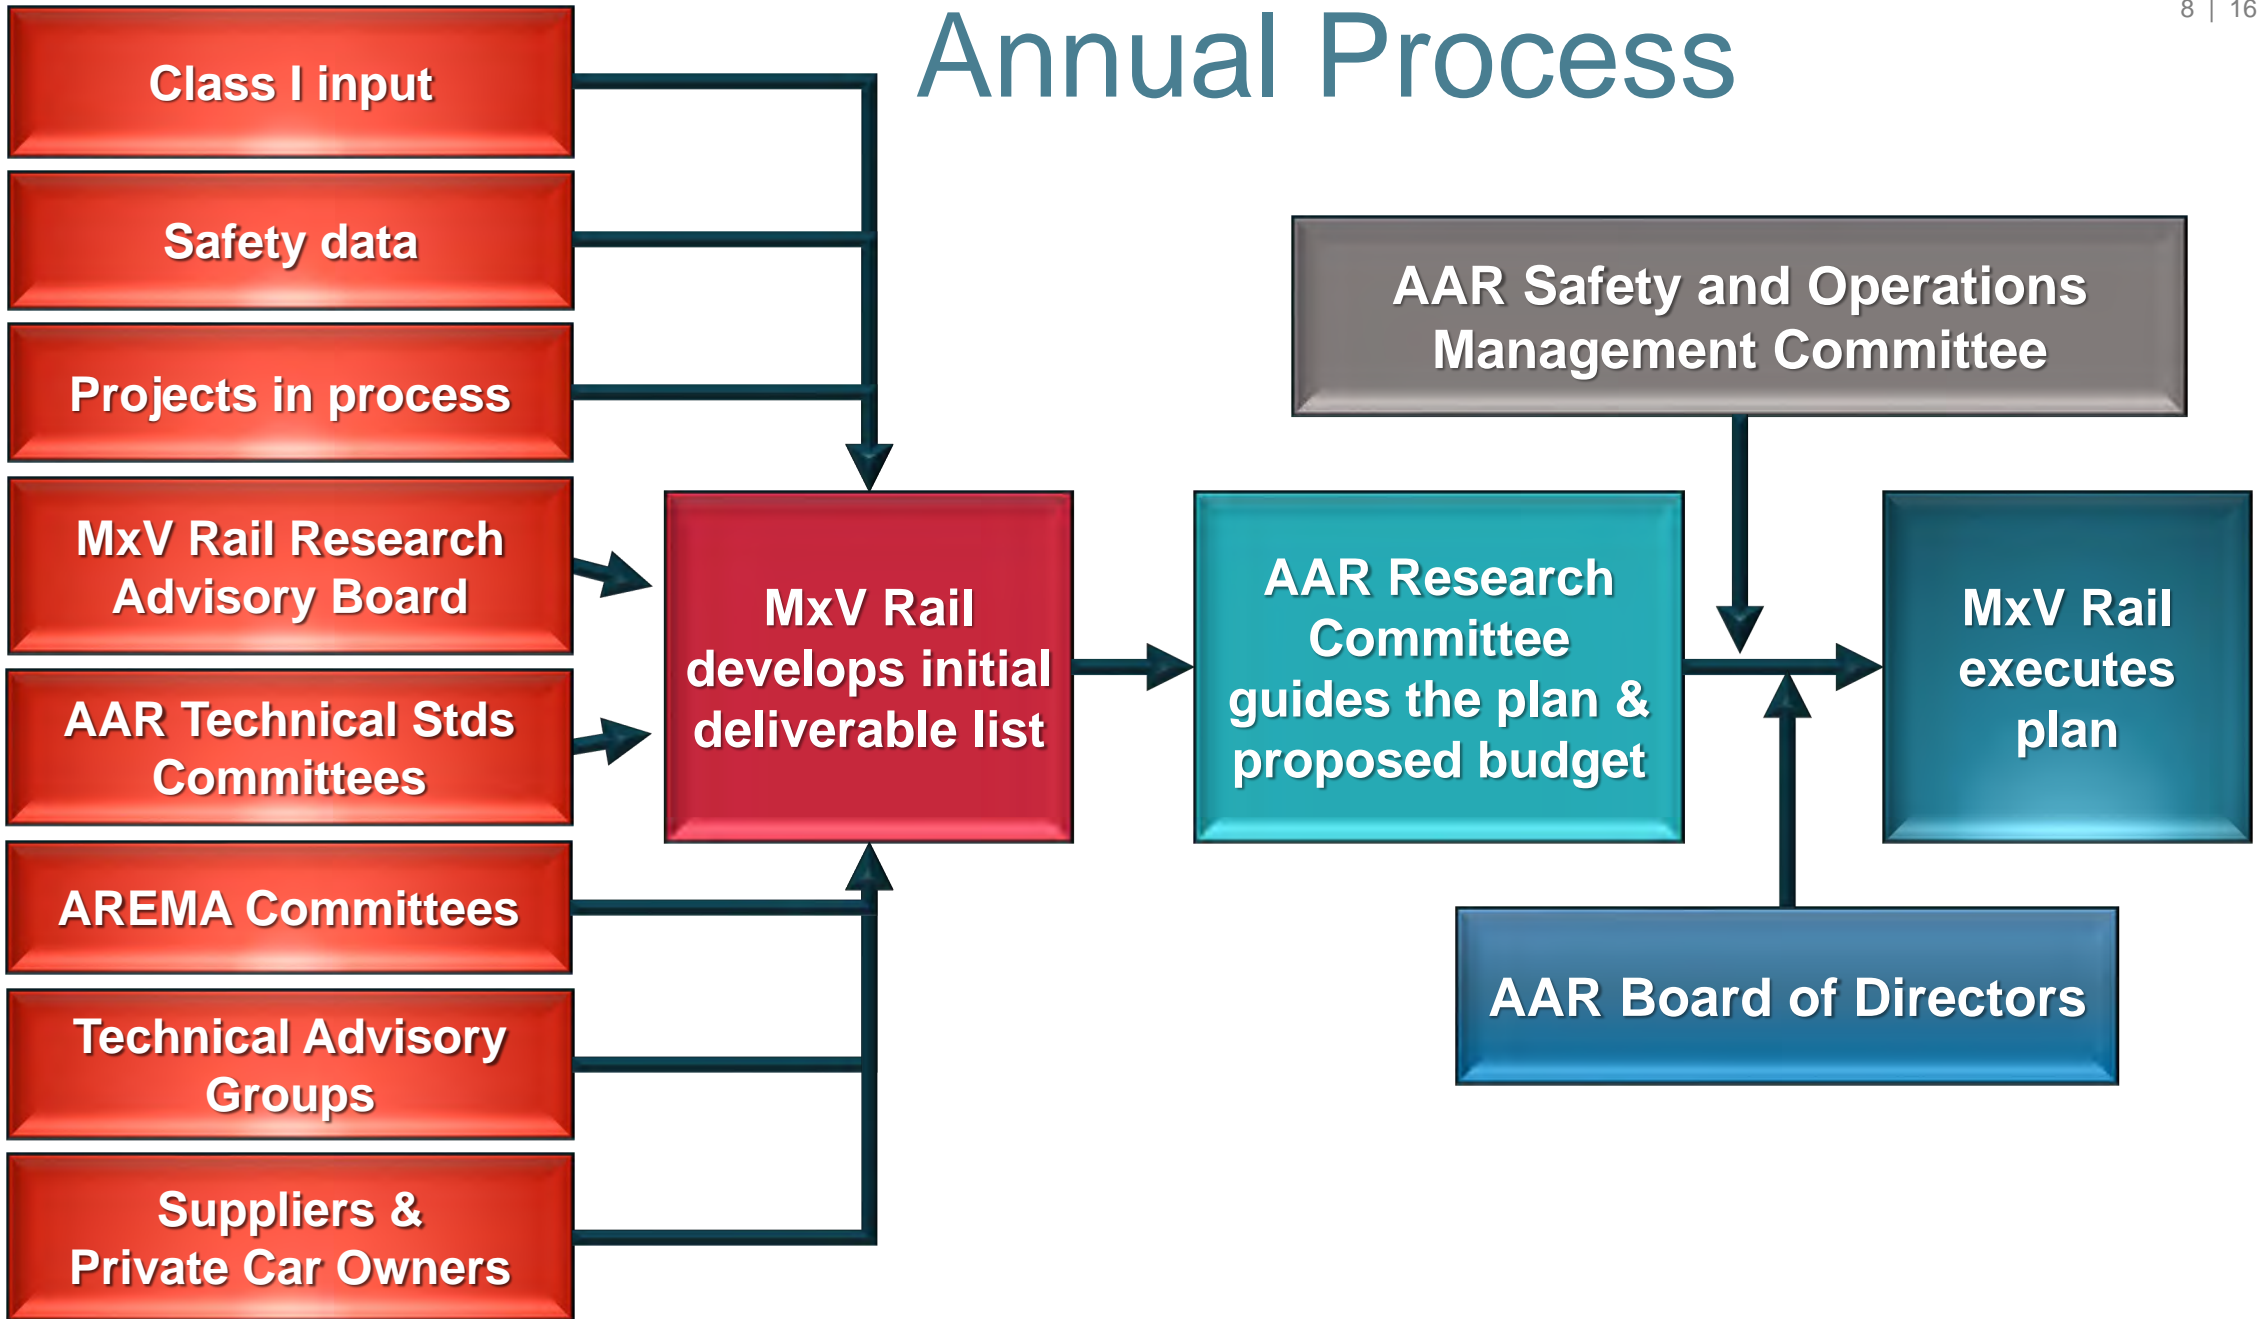 8 | 16
Annual Process
Class I input
Safety data
Projects in process
MxV Rail Research
Advisory Board
AAR Technical Stds
Committees
AREMA Committees
Technical Advisory
Groups
Suppliers &
Private Car Owners
MxV Rail
develops initial
deliverable list
AAR Research
Committee
guides the plan &
proposed budget
AAR Safety and Operations
Management Committee
AAR Board of Directors
MxV Rail
executes
plan